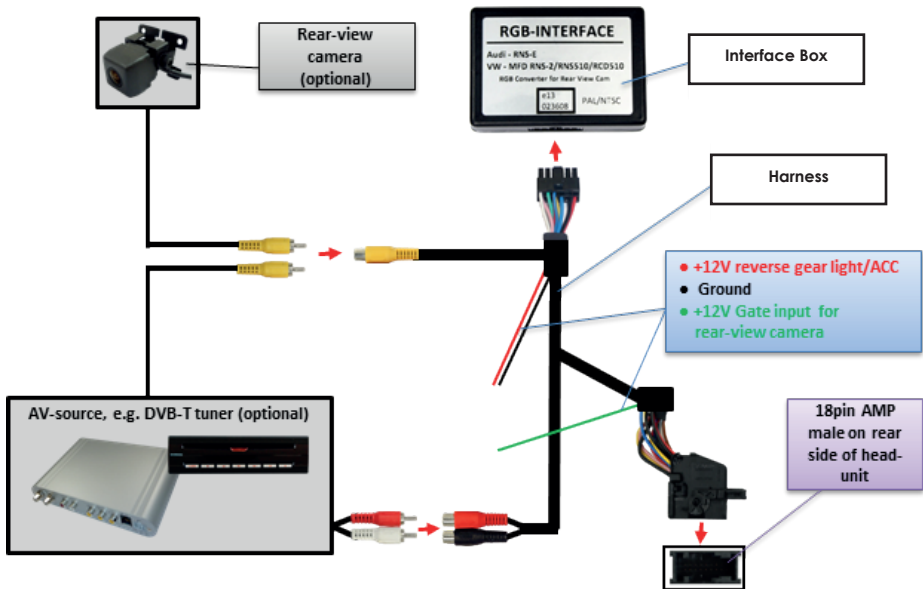 Rear-view
camera
(optional)
RGB-INTERFACE
Audi - RNS-E
VW - MFD RNS-2/RNS510/RCD510
RGB Converter for Rear View Cam
e13
023608
PAL/NTSC
Interface Box
Harness
+12V reverse gear light/ACC
Ground
+12V Gate input for
rear-view camera
AV-source, e.g. DVB-T tuner (optional)
18pin AMP
male on rear
side of head-
unit